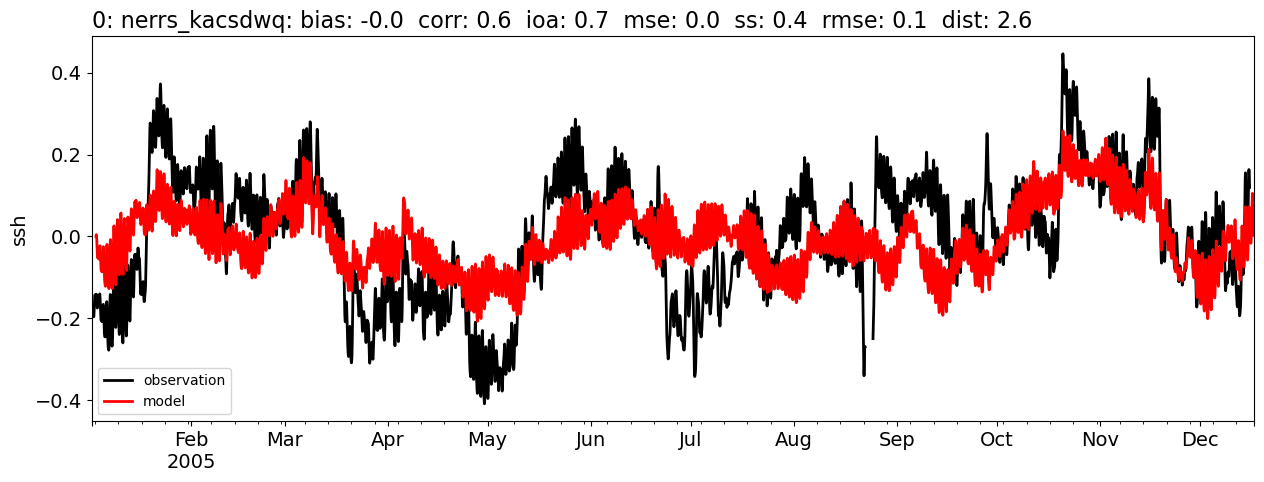 0: nerrs_kacsdwq: bias: -0.0  corr: 0.6  ioa: 0.7  mse: 0.0  ss: 0.4  rmse: 0.1  dist: 2.6
0.4
0.2
0.0
−0.2
−0.4
ssh
observation
model
Feb Mar Apr May Jun Jul Aug Sep Oct Nov Dec
2005